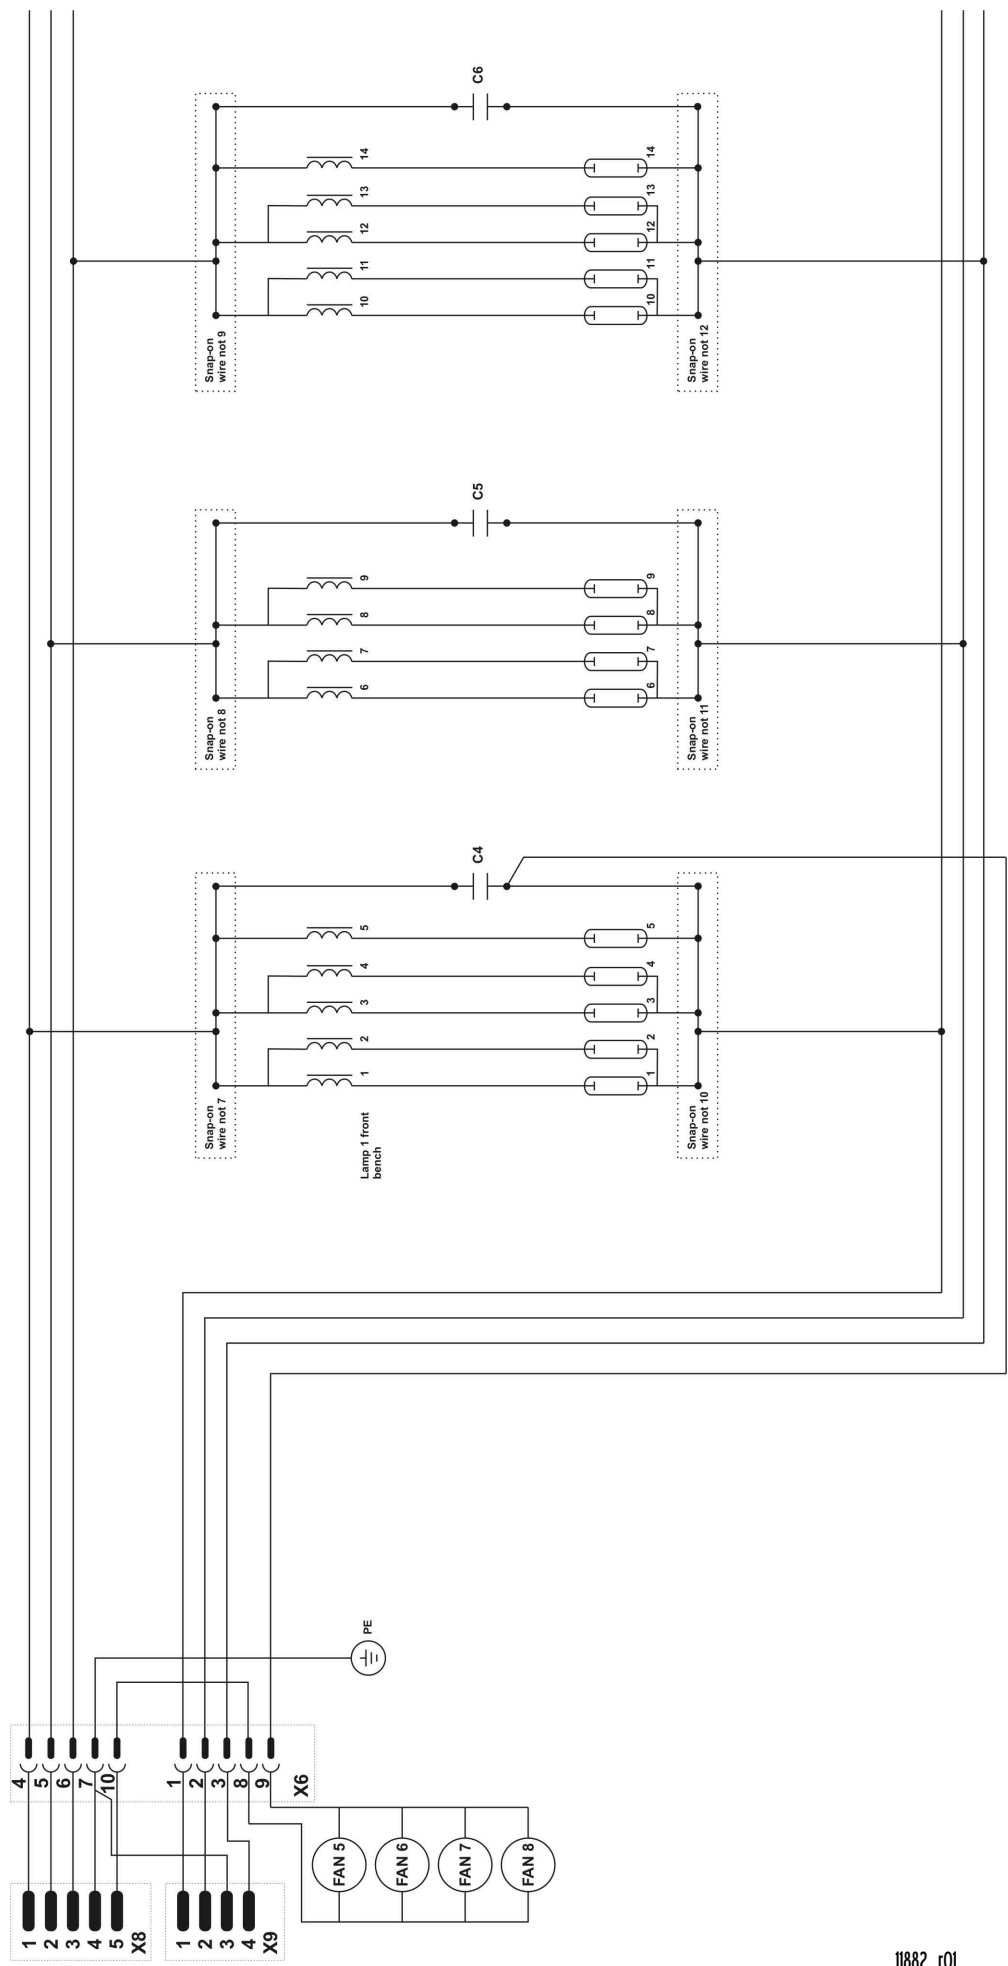 C6
14
13
12
11
10
14
13
12
11
10
Snap-on
wire not 9
Snap-on
wire not 12
C5
9
8
7
6
9
8
7
6
Snap-on
wire not 8
Snap-on
wire not 11
C4
5
4
3
2
1
5
4
3
2
1
Snap-on
wire not 7
Snap-on
wire not 10
Lamp 1 front
bench
PE
4
5
6
7
10
1
2
3
8
9
X6
FAN 5
FAN 6
FAN 7
FAN 8
1
2
3
4
5
X8
1
2
3
4
X9
11882_r01